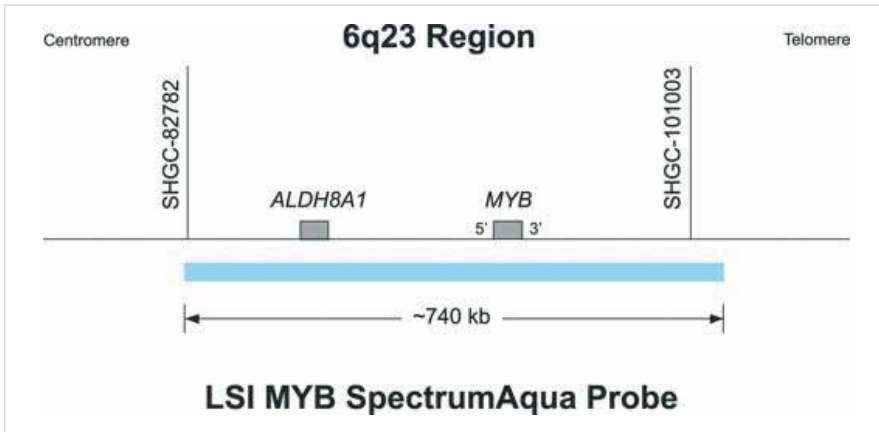 Centromere
6q23 Region
Telomere
SHGC-82782
SHGC-101003
ALDH8A1
MYB
5' 3'
~740 kb
LSI MYB SpectrumAqua Probe